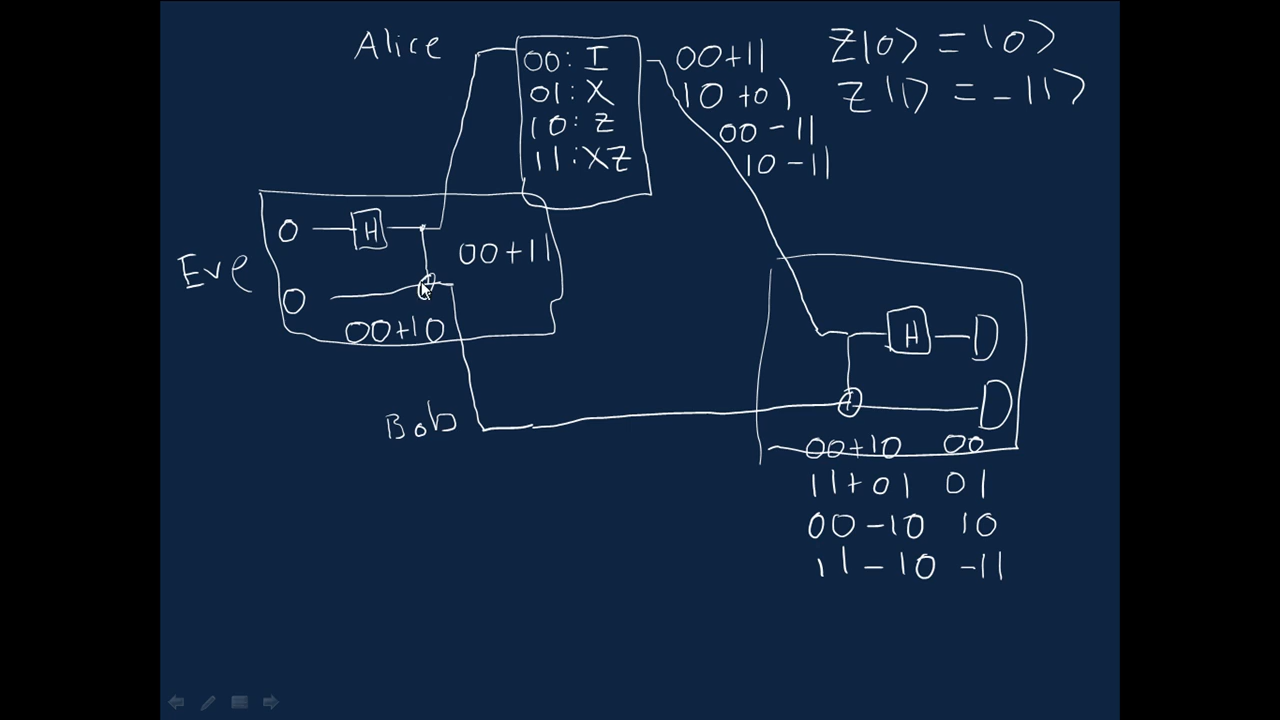 Alice
00: I
01: X
10: Z
11: XZ
00+11
10+01
00-11
10-11
Z|0> = |0>
Z|1> = -|1>
Eve
0
H
0
00+11
00+10
Bob
H
00+10 00
11+01 01
00-10 10
11-10 -11